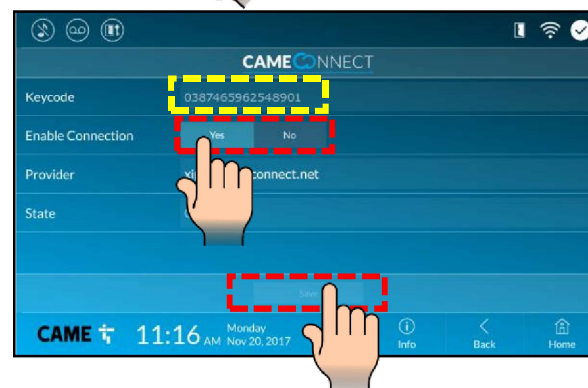 CAMECONNECT
Keycode 0387465962548901
Enable Connection Yes No
Provider connect.net
State
Save
CAME 11:16 AM Monday Nov 20, 2017 Info Back Home